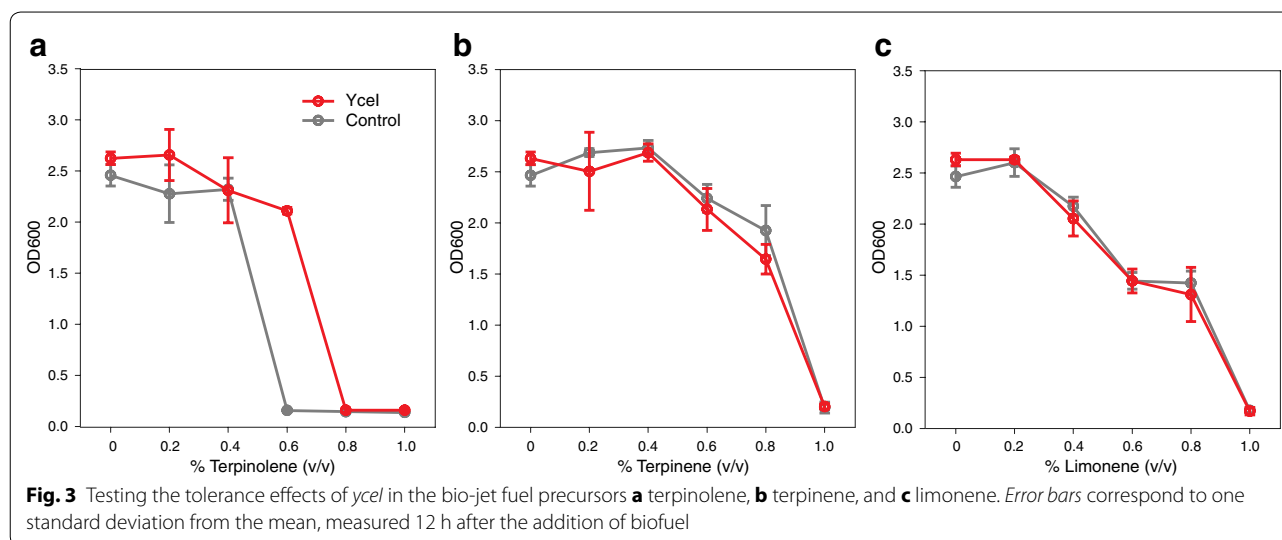 a
3.5
3.0
2.5
2.0
1.5
1.0
0.5
0.0
OD600
YceI
Control
0 0.2 0.4 0.6 0.8 1.0
% Terpinolene (v/v)
b
3.5
3.0
2.5
2.0
1.5
1.0
0.5
0.0
OD600
0 0.2 0.4 0.6 0.8 1.0
% Terpinene (v/v)
c
3.5
3.0
2.5
2.0
1.5
1.0
0.5
0.0
OD600
0 0.2 0.4 0.6 0.8 1.0
% Limonene (v/v)
Fig. 3 Testing the tolerance effects of yceI in the bio-jet fuel precursors a terpinolene, b terpinene, and c limonene. Error bars correspond to one
standard deviation from the mean, measured 12 h after the addition of biofuel